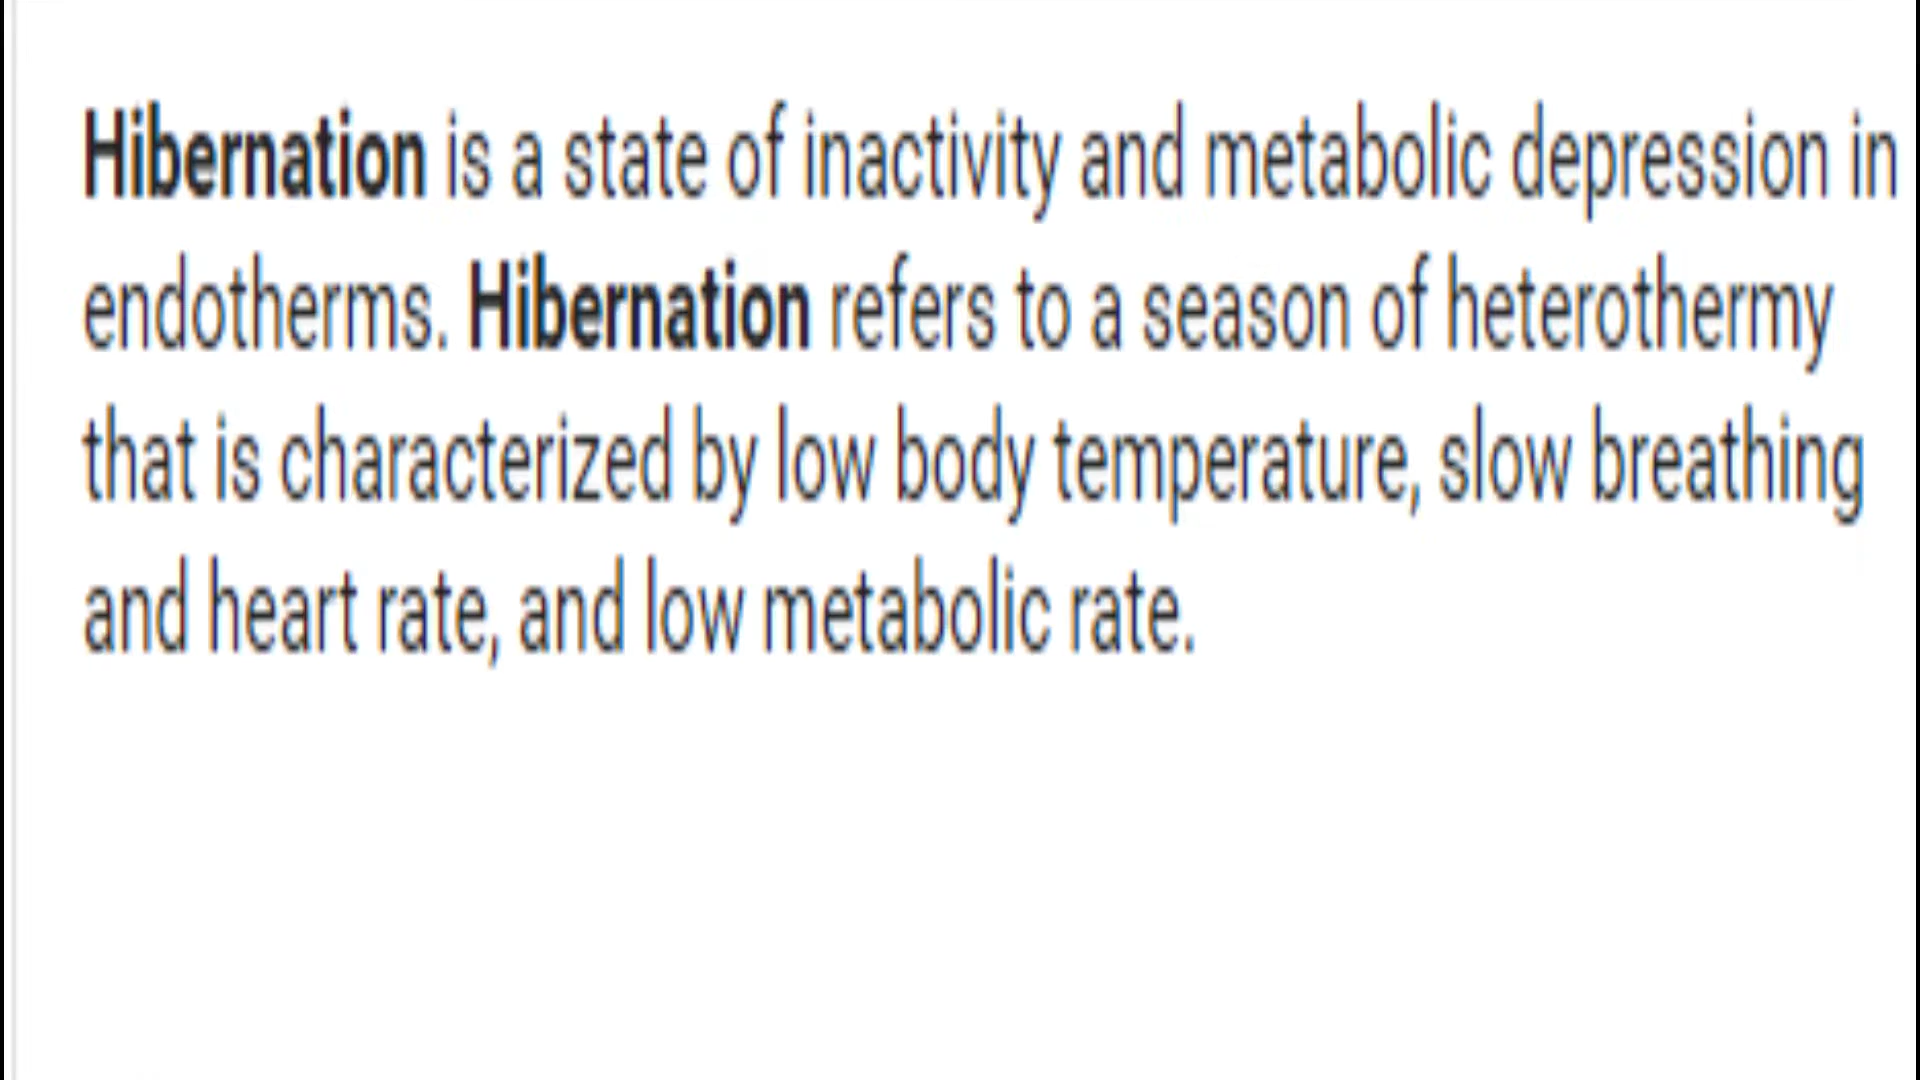 Hibernation is a state of inactivity and metabolic depression in
endotherms. Hibernation refers to a season of heterothermy
that is characterized by low body temperature, slow breathing
and heart rate, and low metabolic rate.